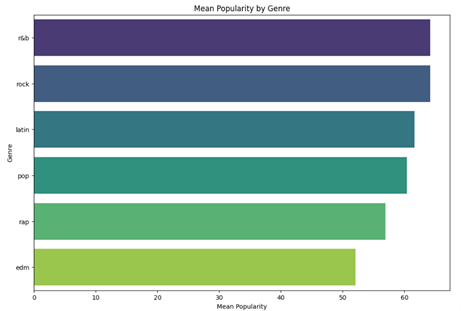 Mean Popularity by Genre
r&b
rock
latin
pop
rap
edm
Genre
0 10 20 30 40 50 60
Mean Popularity